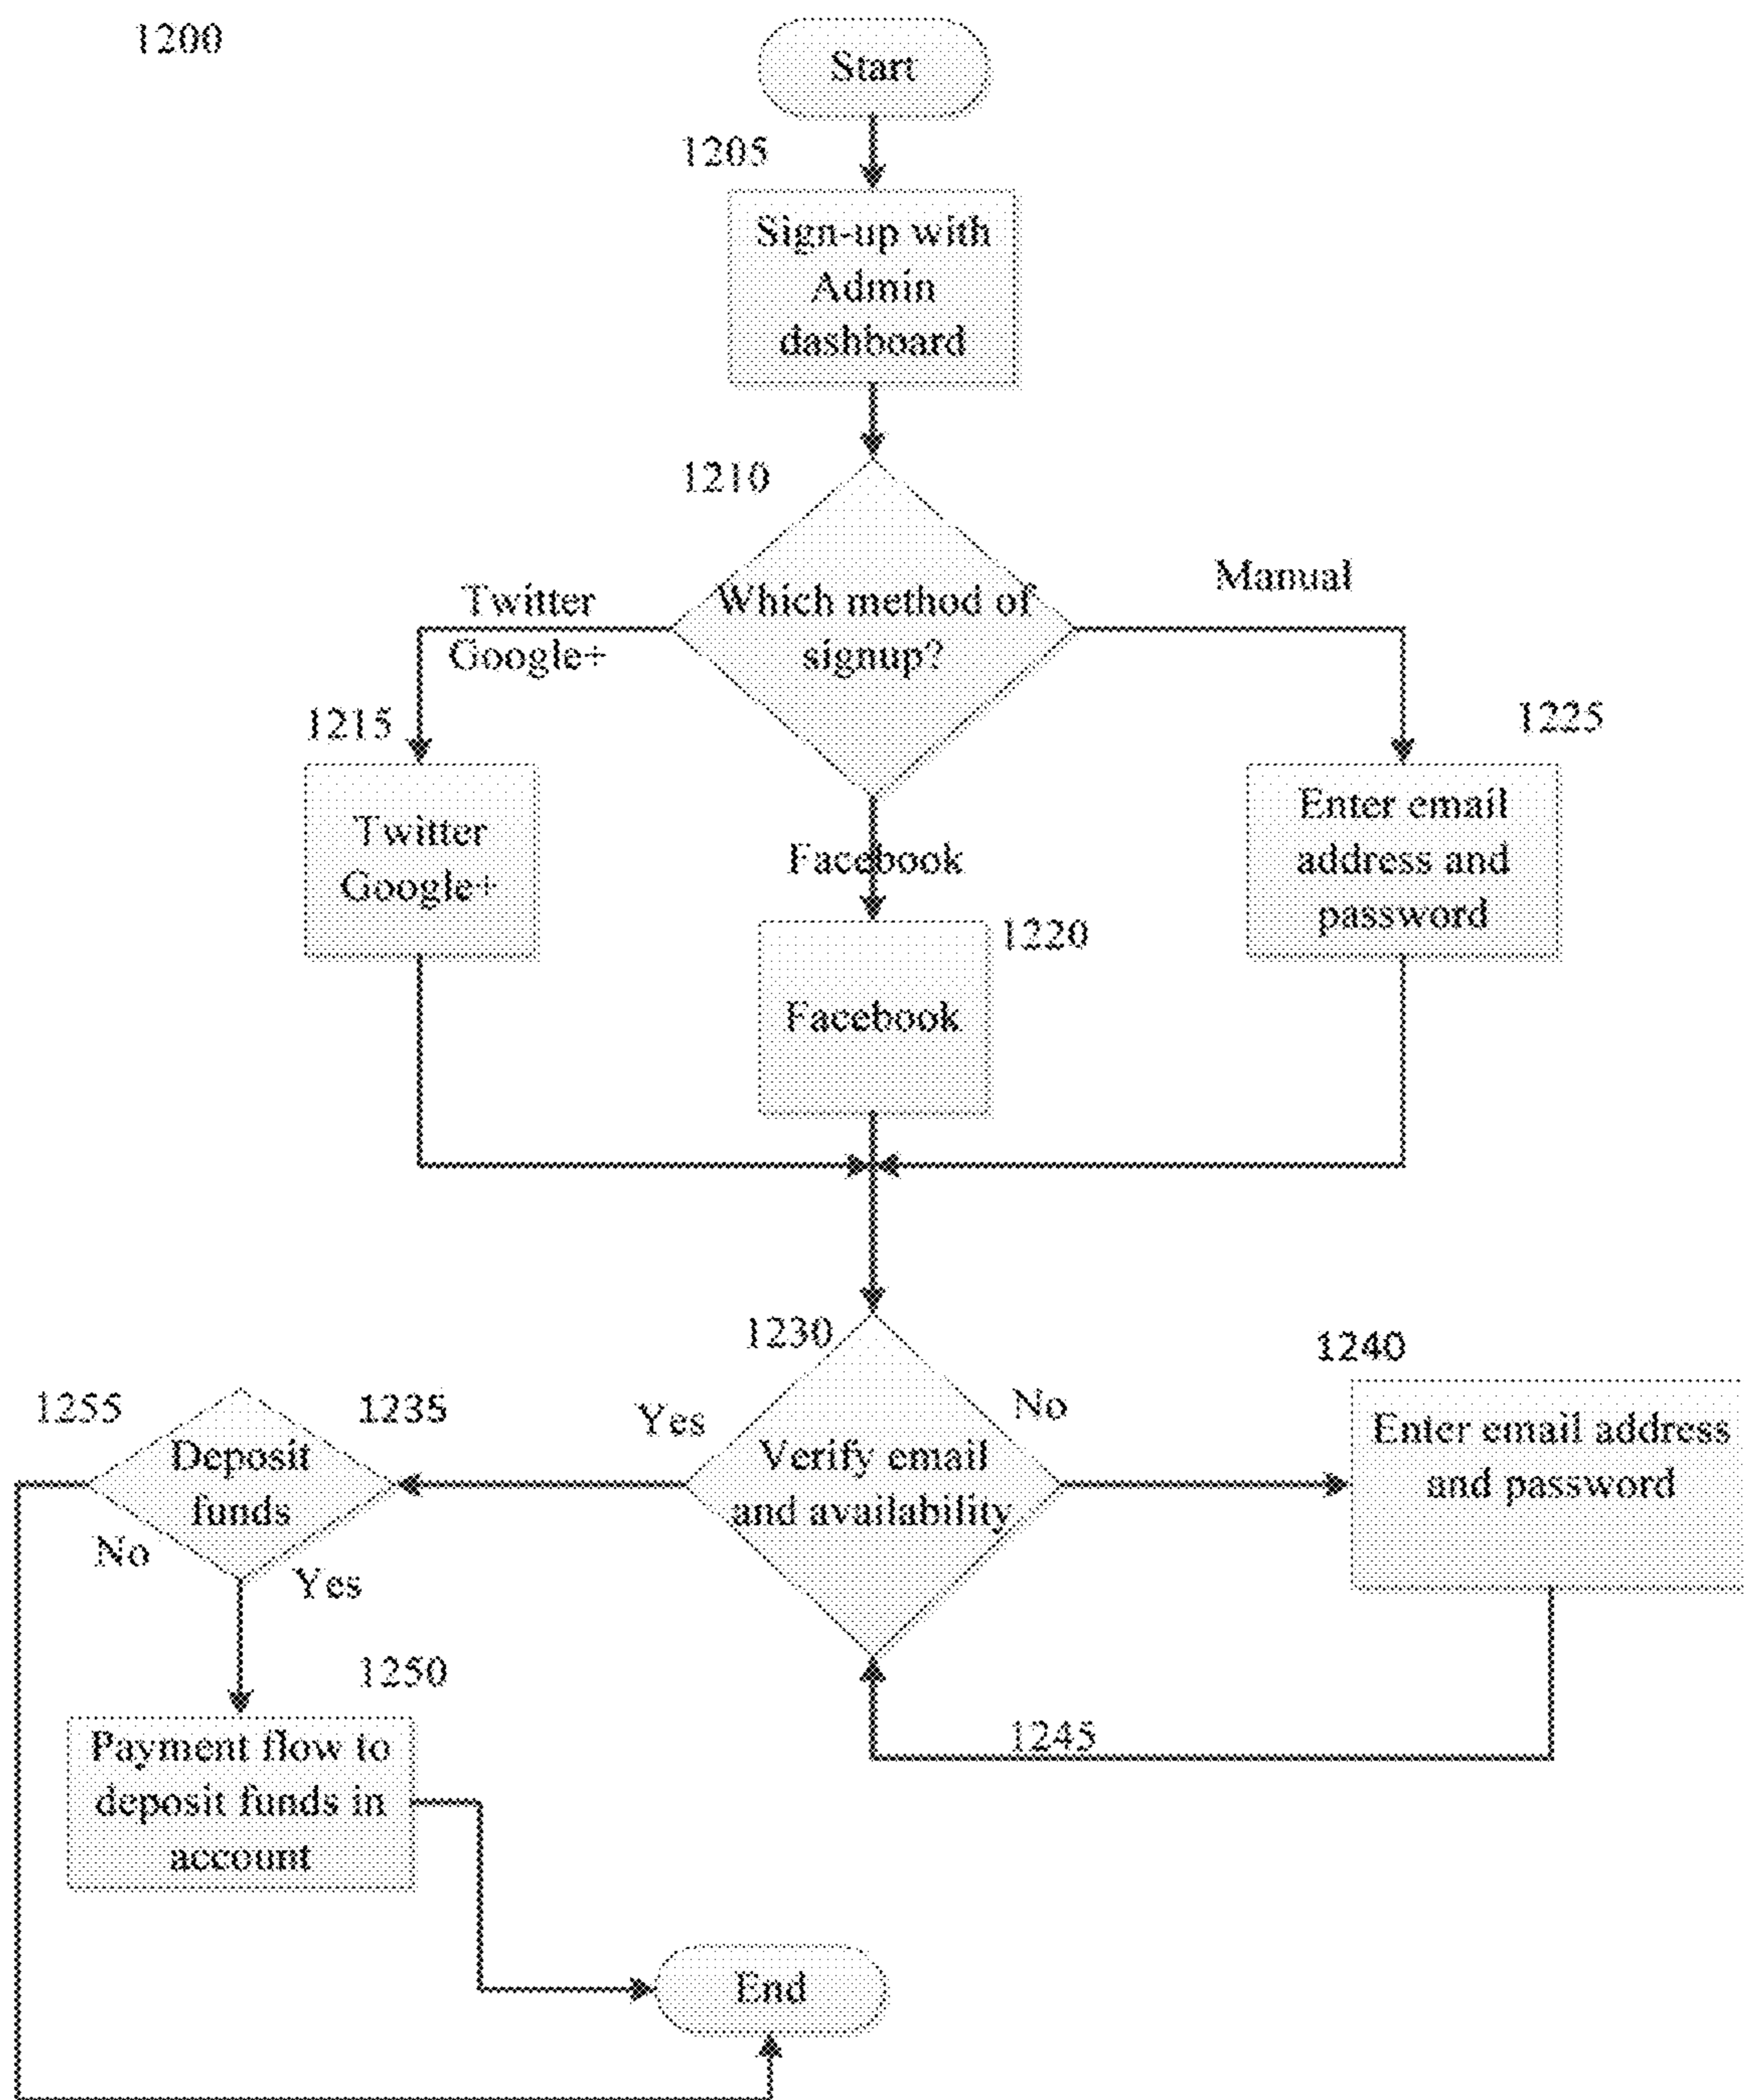 1200
Start
1205
Sign-up with
Admin
dashboard
1210
Which method of
signup?
Twitter
Google+
Manual
1215
Twitter
Google+
Facebook
1220
Facebook
1225
Enter email
address and
password
1230
Verify email
and availability
Yes
No
1240
Enter email address
and password
1245
1235
1255
Deposit
funds
No
Yes
1250
Payment flow to
deposit funds in
account
End